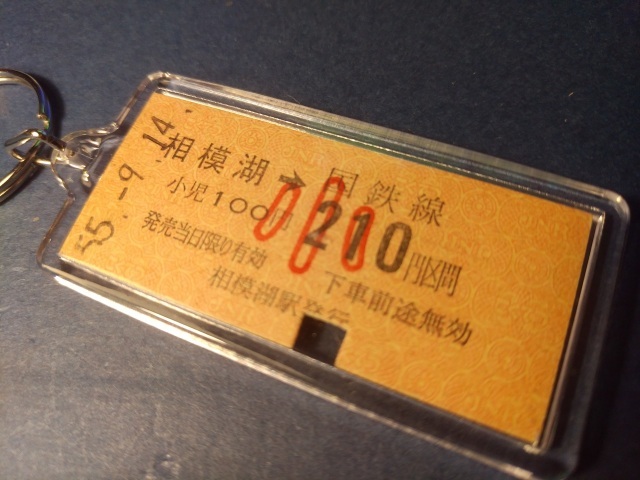 55.-9.14
相模湖➞国鉄線
小児100円 210円区間
発売当日限り有効 下車前途無効
相模湖駅発行